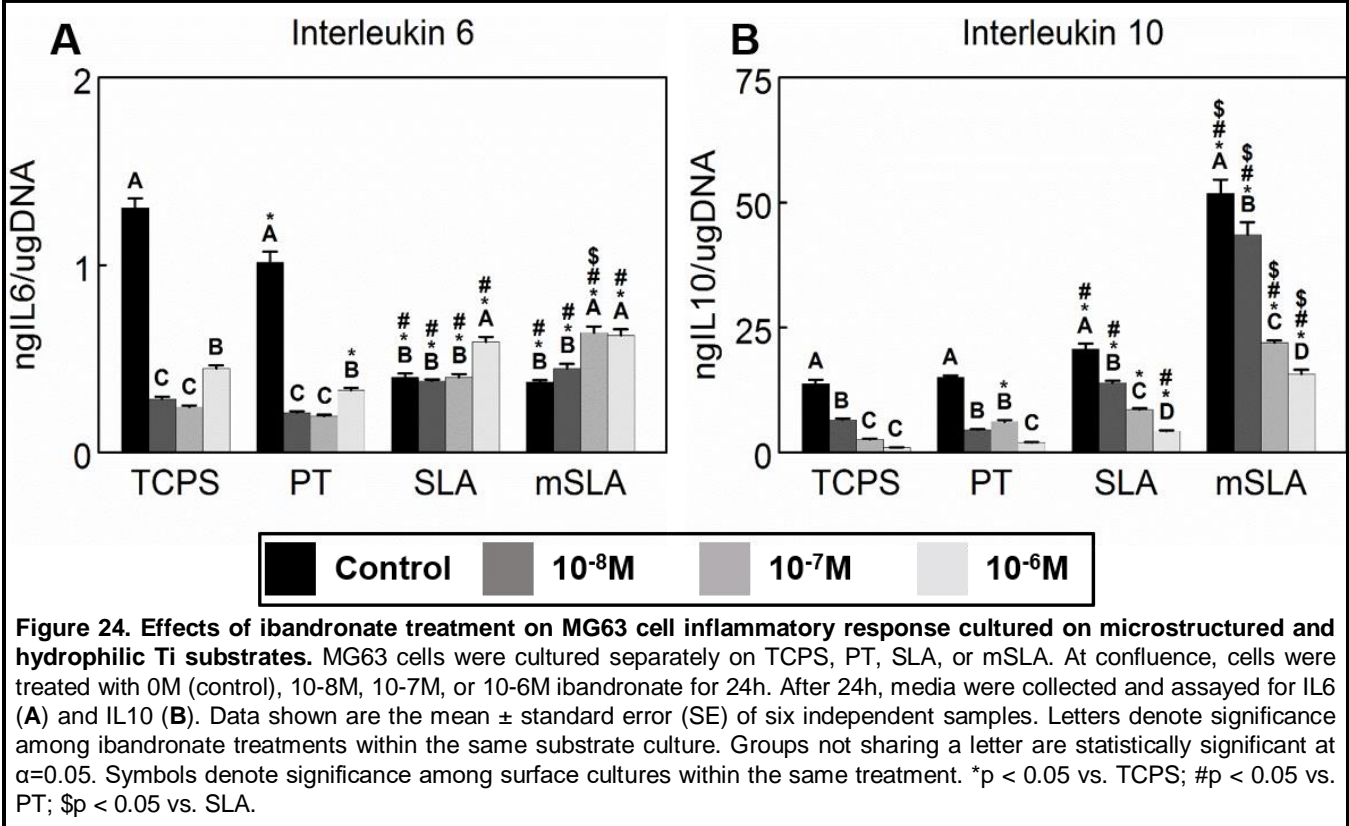 A Interleukin 6
ngIL6/ugDNA
2
1
0
A
C
C
B
*
A
C
C
*
B
#
*
B
#
*
B
#
*
B
#
*
A
#
*
B
#
*
B
$
#
*
A
#
*
A
TCPS PT SLA mSLA
B Interleukin 10
ngIL10/ugDNA
75
50
25
0
A
B
C
C
A
B
*
B
C
#
*
A
#
*
B
*
C
#
*
D
$
#
*
A
$
#
*
B
$
#
*
C
$
#
*
D
TCPS PT SLA mSLA
Control 10-8M 10-7M 10-6M
Figure 24. Effects of ibandronate treatment on MG63 cell inflammatory response cultured on microstructured and
hydrophilic Ti substrates. MG63 cells were cultured separately on TCPS, PT, SLA, or mSLA. At confluence, cells were
treated with 0M (control), 10-8M, 10-7M, or 10-6M ibandronate for 24h. After 24h, media were collected and assayed for IL6
(A) and IL10 (B). Data shown are the mean ± standard error (SE) of six independent samples. Letters denote significance
among ibandronate treatments within the same substrate culture. Groups not sharing a letter are statistically significant at
α=0.05. Symbols denote significance among surface cultures within the same treatment. *p < 0.05 vs. TCPS; #p < 0.05 vs.
PT; $p < 0.05 vs. SLA.